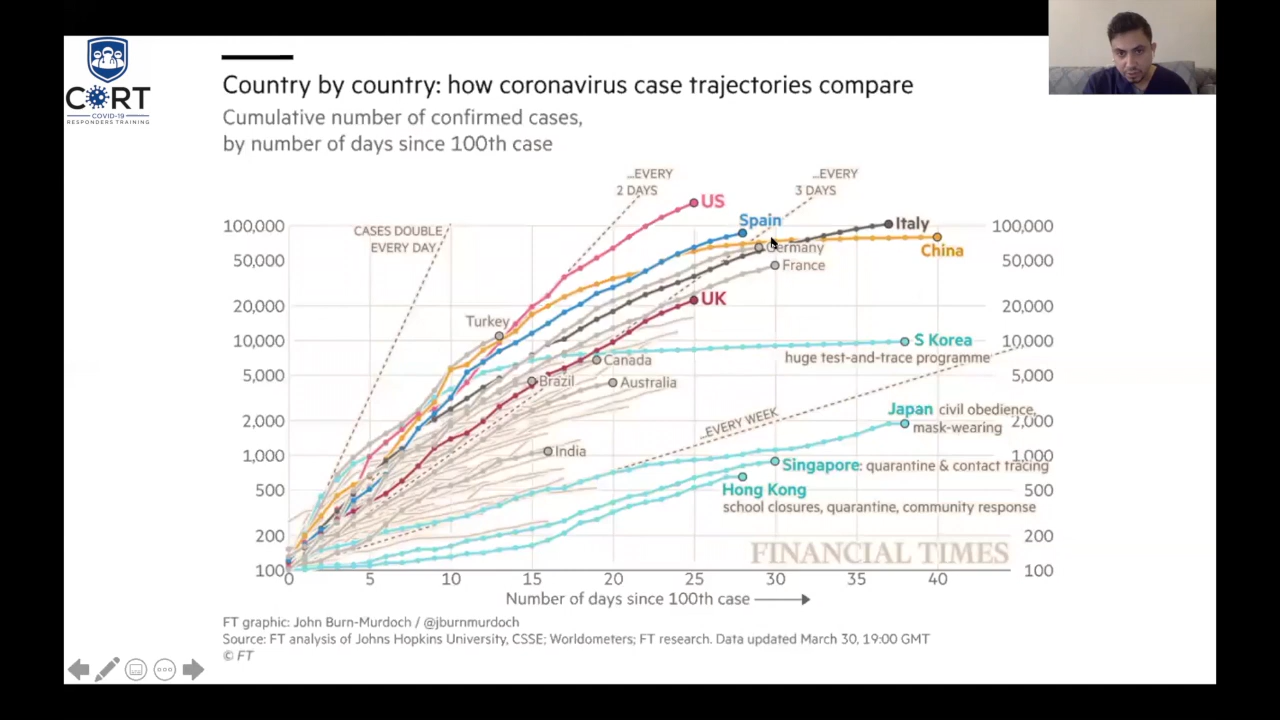 CORT
COVID-19
RESPONDERS TRAINING
Country by country: how coronavirus case trajectories compare
Cumulative number of confirmed cases,
by number of days since 100th case
...EVERY
2 DAYS
...EVERY
3 DAYS
CASES DOUBLE
EVERY DAY
US
Spain
Italy
China
Germany
France
UK
Turkey
S Korea
huge test-and-trace programme
Canada
Brazil
Australia
...EVERY WEEK
Japan civil obedience,
mask-wearing
India
Singapore: quarantine & contact tracing
Hong Kong
school closures, quarantine, community response
100,000
50,000
20,000
10,000
5,000
2,000
1,000
500
200
100
100,000
50,000
20,000
10,000
5,000
2,000
1,000
500
200
100
FINANCIAL TIMES
0 5 10 15 20 25 30 35 40
Number of days since 100th case
FT graphic: John Burn-Murdoch / @jburnmurdoch
Source: FT analysis of Johns Hopkins University, CSSE; Worldometers; FT research. Data updated March 30, 19:00 GMT
© FT